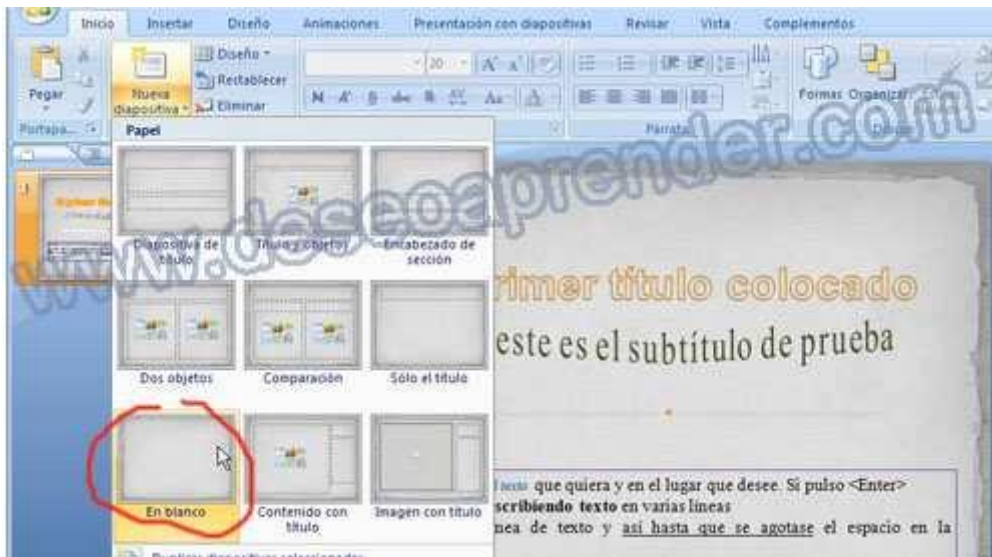 Inicio Insertar Diseño Animaciones Presentación con diapositivas Revisar Vista Complementos
Pegar
Nueva diapositiva
Diseño
Restablecer
Eliminar
20
Portapa...
Párrafo
Formas Organizar
Papel
Diapositiva de título
Título y objetos
Encabezado de sección
Dos objetos
Comparación
Sólo el título
En blanco
Contenido con título
Imagen con título
www.deseoaprender.com
rimer título colocado
este es el subtítulo de prueba
texto que quiera y en el lugar que desee. Si pulso <Enter>
scribiendo texto en varias líneas
nea de texto y así hasta que se agotase el espacio en la